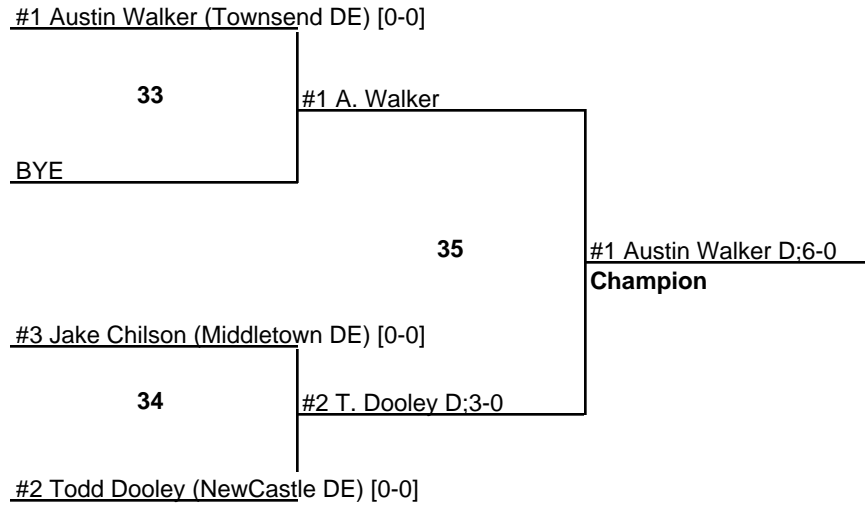 #1 Austin Walker (Townsend DE) [0-0]
33
#1 A. Walker
BYE
35
#1 Austin Walker D;6-0
Champion
#3 Jake Chilson (Middletown DE) [0-0]
34
#2 T. Dooley D;3-0
#2 Todd Dooley (NewCastle DE) [0-0]